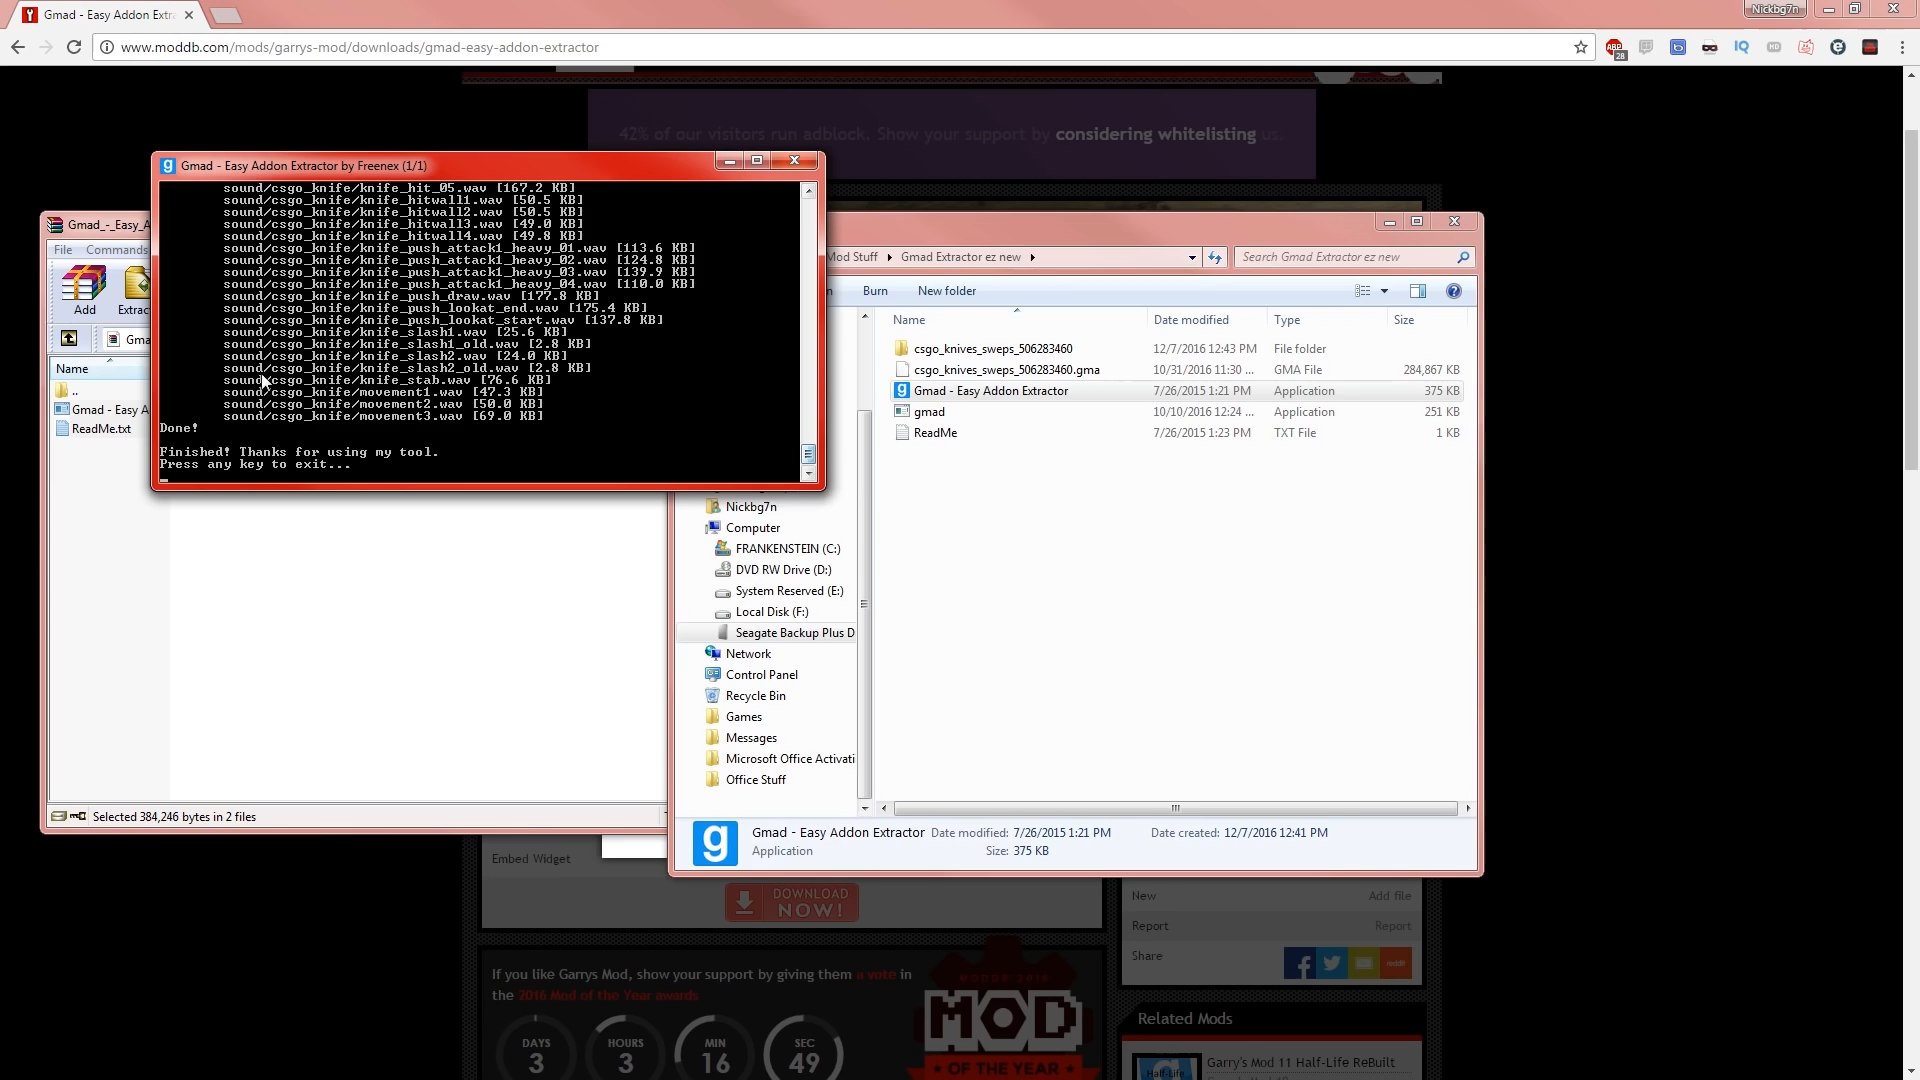 Gmad - Easy Addon Extra
Nickbg7n
www.moddb.com/mods/garrys-mod/downloads/gmad-easy-addon-extractor
ABP
28
IQ
HD
42% of our visitors run adblock. Show your support by considering whitelisting us.
Gmad - Easy Addon Extractor by Freenex (1/1)
sound/csgo_knife/knife_hit_05.wav [167.2 KB]
sound/csgo_knife/knife_hitwall1.wav [50.5 KB]
sound/csgo_knife/knife_hitwall2.wav [50.5 KB]
sound/csgo_knife/knife_hitwall3.wav [49.0 KB]
sound/csgo_knife/knife_hitwall4.wav [49.8 KB]
sound/csgo_knife/knife_push_attack1_heavy_01.wav [113.6 KB]
sound/csgo_knife/knife_push_attack1_heavy_02.wav [124.8 KB]
sound/csgo_knife/knife_push_attack1_heavy_03.wav [139.9 KB]
sound/csgo_knife/knife_push_attack1_heavy_04.wav [110.0 KB]
sound/csgo_knife/knife_push_draw.wav [177.8 KB]
sound/csgo_knife/knife_push_lookat_end.wav [175.4 KB]
sound/csgo_knife/knife_push_lookat_start.wav [137.8 KB]
sound/csgo_knife/knife_slash1.wav [25.6 KB]
sound/csgo_knife/knife_slash1_old.wav [2.8 KB]
sound/csgo_knife/knife_slash2.wav [24.0 KB]
sound/csgo_knife/knife_slash2_old.wav [2.8 KB]
sound/csgo_knife/knife_stab.wav [76.6 KB]
sound/csgo_knife/movement1.wav [47.3 KB]
sound/csgo_knife/movement2.wav [50.0 KB]
sound/csgo_knife/movement3.wav [69.0 KB]
Done!
Finished! Thanks for using my tool.
Press any key to exit...
Gmad_-_Easy_A
File Commands
Add Extrac
Gma
Name
..
Gmad - Easy A
ReadMe.txt
Selected 384,246 bytes in 2 files
Mod Stuff Gmad Extractor ez new
Search Gmad Extractor ez new
Burn New folder
Name Date modified Type Size
csgo_knives_sweps_506283460 12/7/2016 12:43 PM File folder
csgo_knives_sweps_506283460.gma 10/31/2016 11:30 ... GMA File 284,867 KB
Gmad - Easy Addon Extractor 7/26/2015 1:21 PM Application 375 KB
gmad 10/10/2016 12:24 ... Application 251 KB
ReadMe 7/26/2015 1:23 PM TXT File 1 KB
Nickbg7n
Computer
FRANKENSTEIN (C:)
DVD RW Drive (D:)
System Reserved (E:)
Local Disk (F:)
Seagate Backup Plus D
Network
Control Panel
Recycle Bin
Games
Messages
Microsoft Office Activati
Office Stuff
g
Gmad - Easy Addon Extractor Date modified: 7/26/2015 1:21 PM Date created: 12/7/2016 12:41 PM
Application Size: 375 KB
Embed Widget
DOWNLOAD
NOW!
New Add file
Report Report
Share
reddit
If you like Garrys Mod, show your support by giving them a vote in
the 2016 Mod of the Year awards
DAYS
3
HOURS
3
MIN
16
SEC
49
MOD
OF THE YEAR
Related Mods
Half-Life
Garry's Mod 11 Half-Life ReBuilt